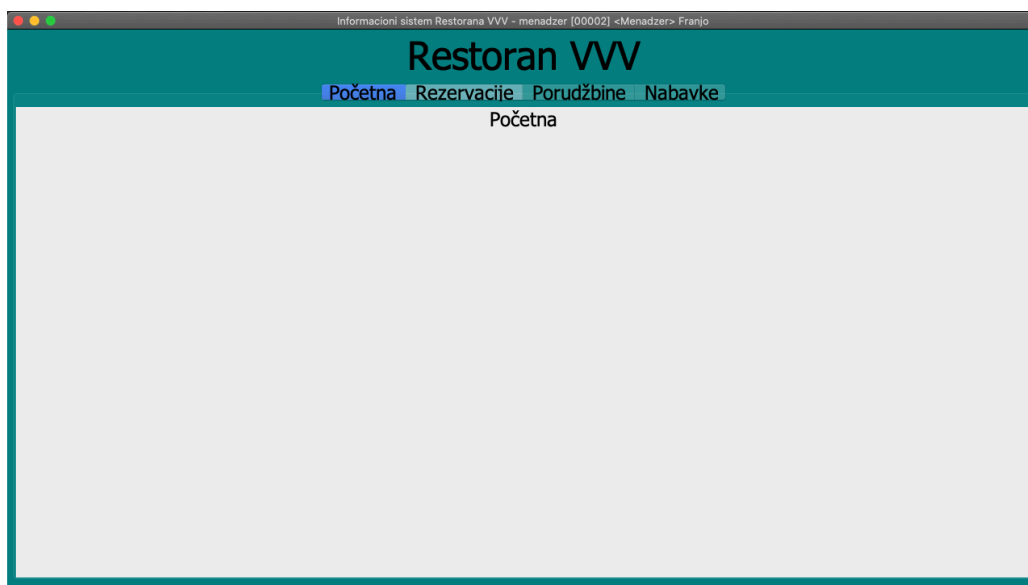 Informacioni sistem Restorana VVV - menadzer [00002] <Menadzer> Franjo
Restoran VVV
Početna Rezervacije Porudžbine Nabavke
Početna